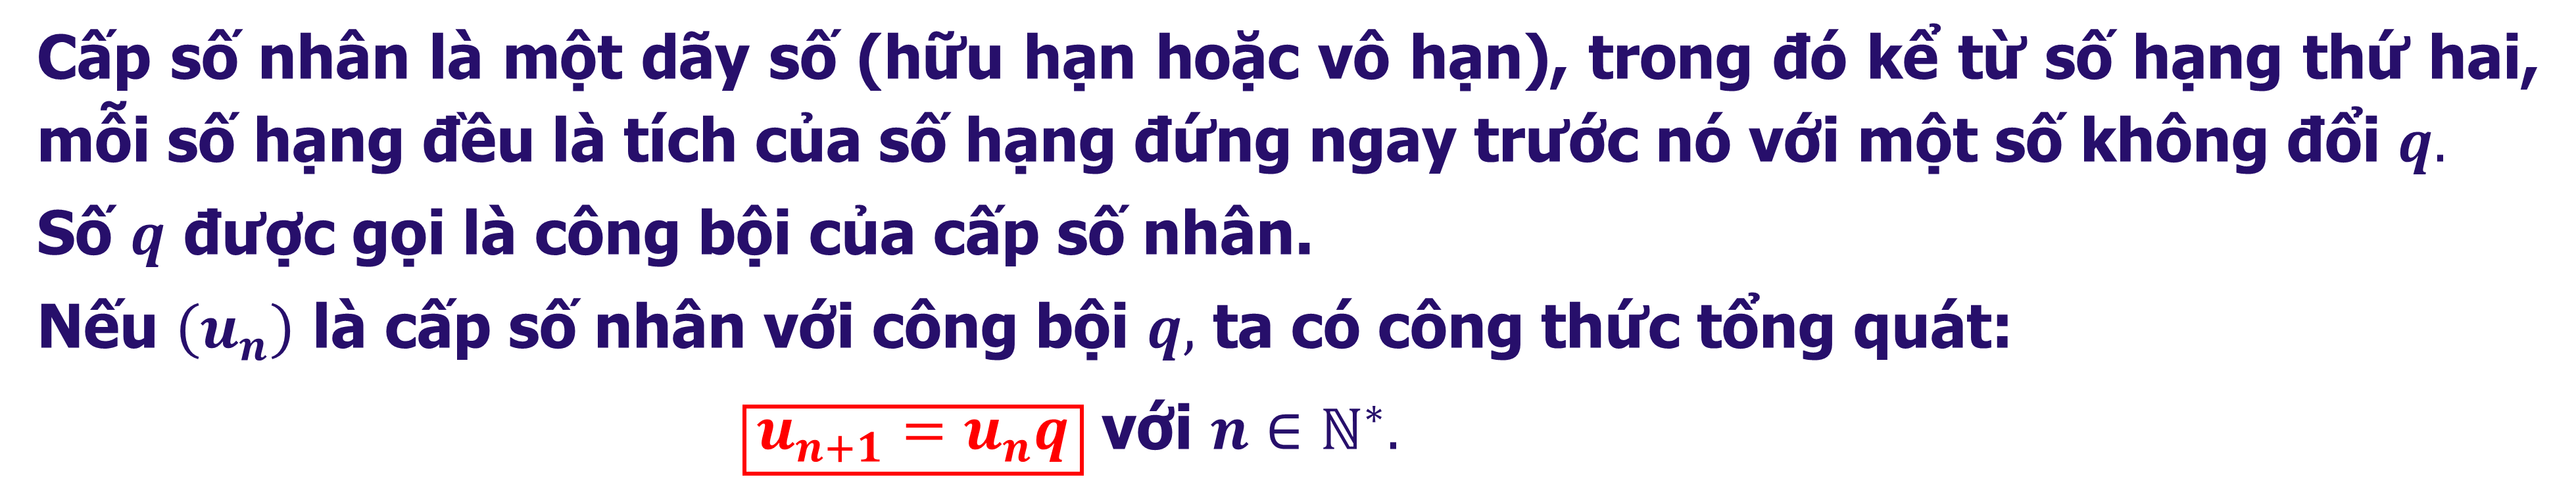 Cấp số nhân là một dãy số (hữu hạn hoặc vô hạn), trong đó kể từ số hạng thứ hai,
mỗi số hạng đều là tích của số hạng đứng ngay trước nó với một số không đổi q.
Số q được gọi là công bội của cấp số nhân.
Nếu (uₙ) là cấp số nhân với công bội q, ta có công thức tổng quát:
uₙ₊₁ = uₙq với n ∈ ℕ*.